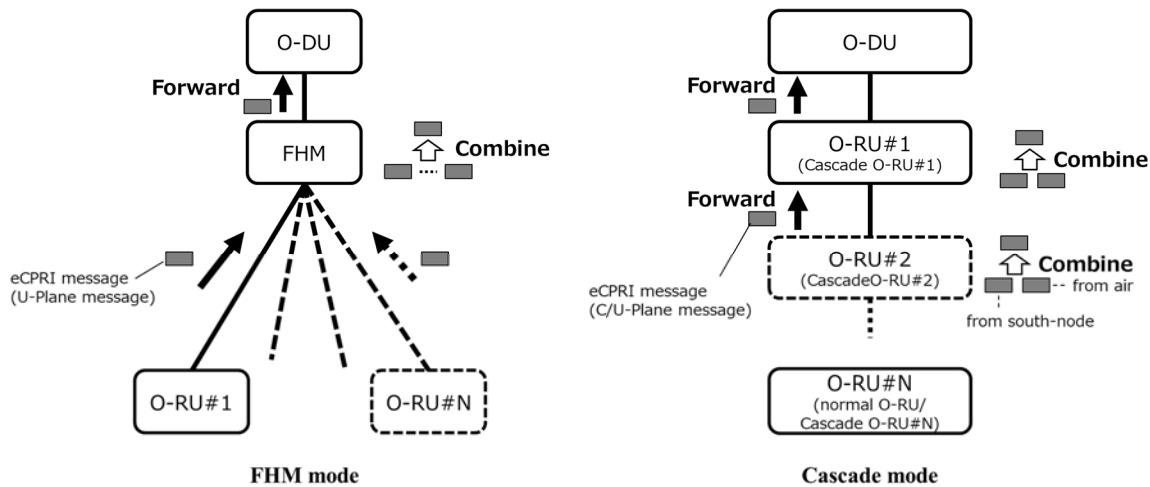 O-DU
Forward
FHM
Combine
eCPRI message
(U-Plane message)
O-RU#1
O-RU#N
FHM mode
O-DU
Forward
O-RU#1
(Cascade O-RU#1)
Combine
Forward
O-RU#2
(CascadeO-RU#2)
Combine
from air
from south-node
eCPRI message
(C/U-Plane message)
O-RU#N
(normal O-RU/
Cascade O-RU#N)
Cascade mode